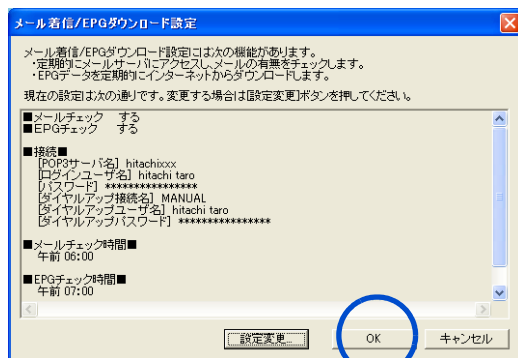 メール着信/EPGダウンロード設定
メール着信/EPGダウンロード設定には次の機能があります。
・定期的にメールサーバにアクセスし、メールの有無をチェックします。
・EPGデータを定期的にインターネットからダウンロードします。
現在の設定は次の通りです。変更する場合は[設定変更]ボタンを押してください。
■メールチェック　する
■EPGチェック　する
■接続■
[POP3サーバ名] hitachixxx
[ログインユーザ名] hitachi taro
[パスワード] ****************
[ダイヤルアップ接続名] MANUAL
[ダイヤルアップユーザ名] hitachi taro
[ダイヤルアップパスワード] ****************
■メールチェック時間■
午前 06:00
■EPGチェック時間■
午前 07:00
設定変更... OK キャンセル